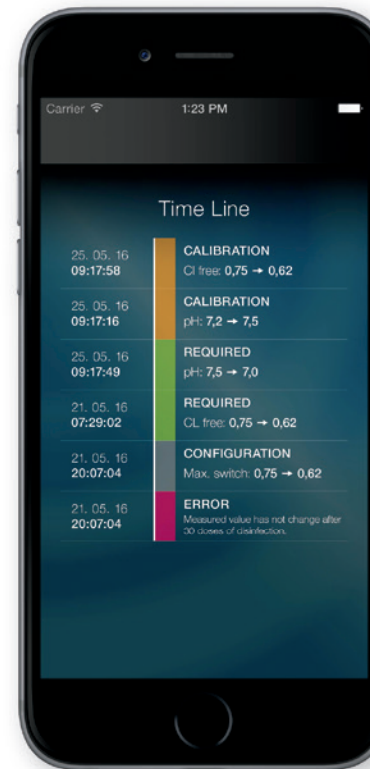 Carrier 1:23 PM
Time Line
25. 05. 16 CALIBRATION
09:17:58 Cl free: 0,75 → 0,62
25. 05. 16 CALIBRATION
09:17:16 pH: 7,2 → 7,5
25. 05. 16 REQUIRED
09:17:49 pH: 7,5 → 7,0
21. 05. 16 REQUIRED
07:29:02 CL free: 0,75 → 0,62
21. 05. 16 CONFIGURATION
20:07:04 Max. switch: 0,75 → 0,62
21. 05. 16 ERROR
20:07:04 Measured value has not change after
30 doses of disinfection.